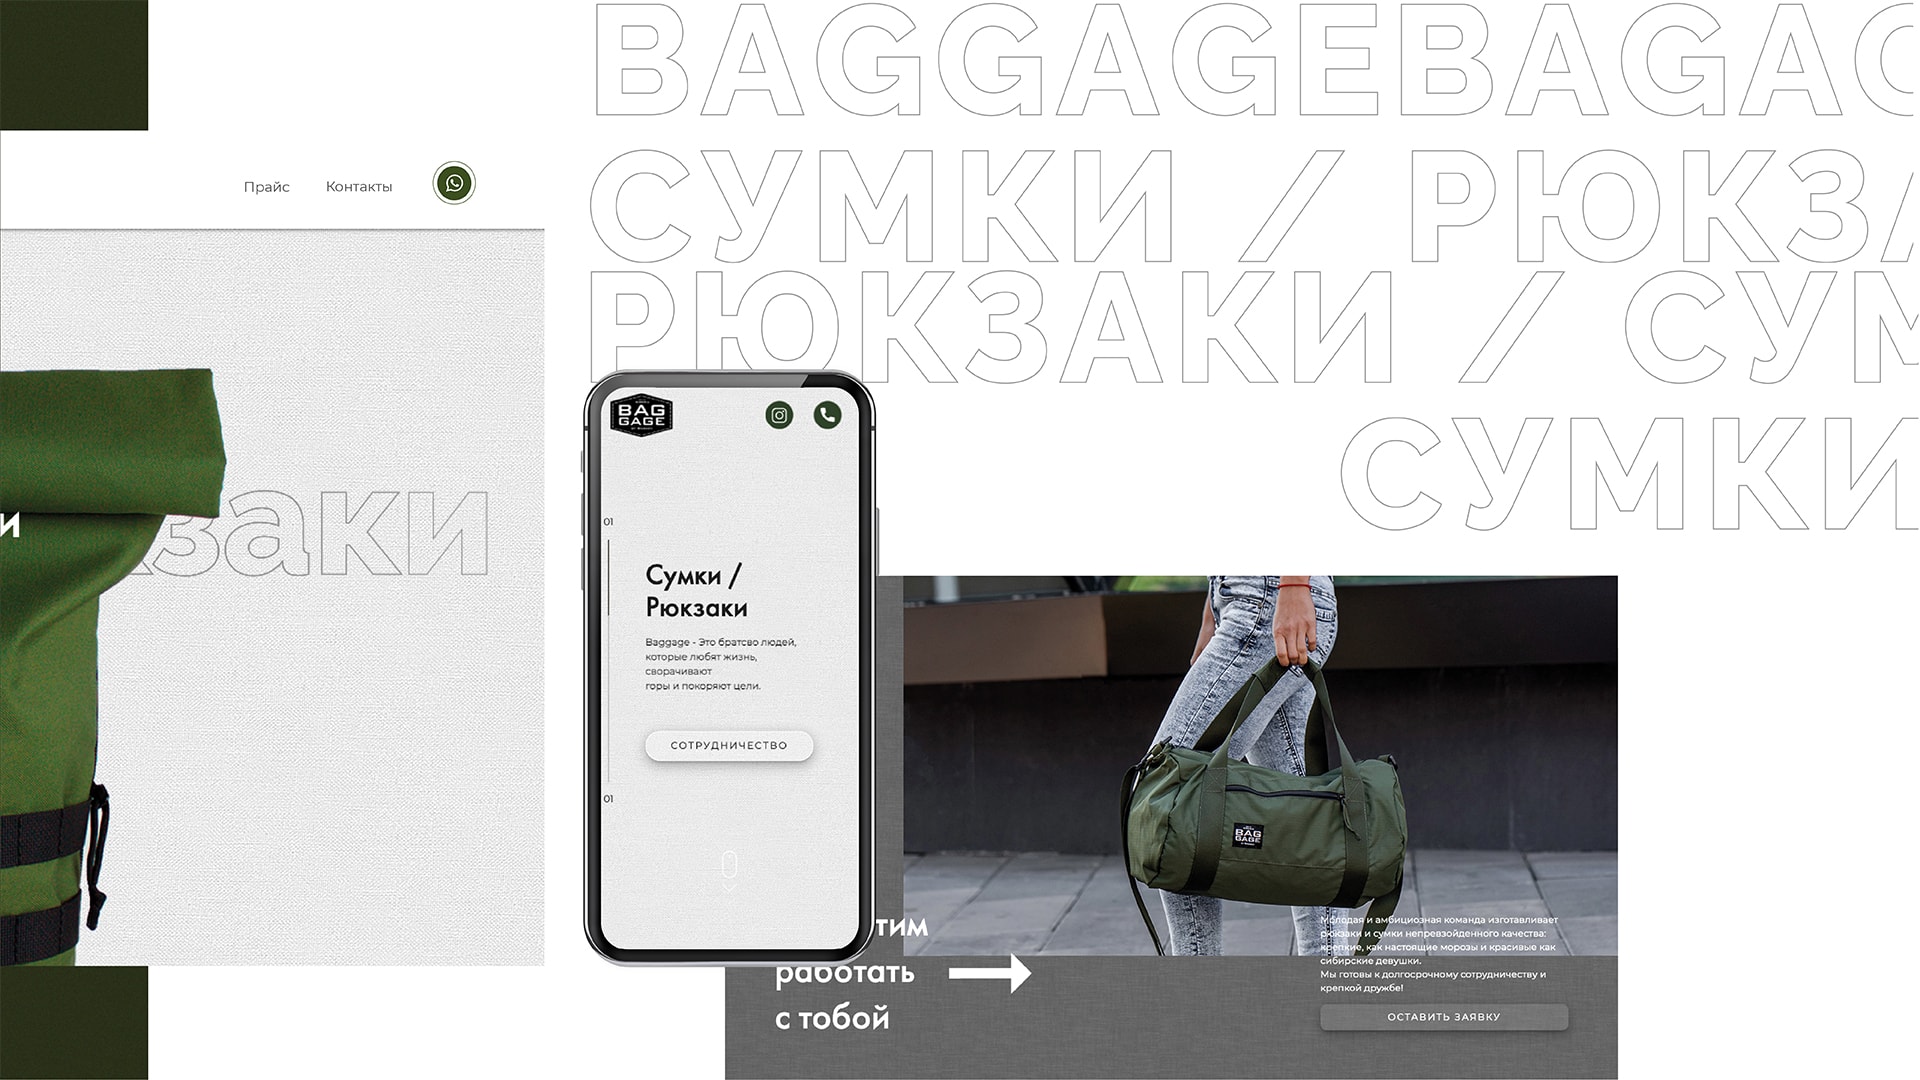 BAGGAGEBAGAG
СУМКИ / РЮКЗА
РЮКЗАКИ / СУМ
СУМКИ
Прайс Контакты
и
заки
BAG
GAGE
01
Сумки /
Рюкзаки
Baggage - Это братсво людей,
которые любят жизнь,
сворачивают
горы и покоряют цели.
СОТРУДНИЧЕСТВО
01
BAG
GAGE
тим
работать
с тобой
Молодая и амбициозная команда изготавливает
рюкзаки и сумки непревзойденного качества:
крепкие, как настоящие морозы и красивые как
сибирские девушки.
Мы готовы к долгосрочному сотрудничеству и
крепкой дружбе!
ОСТАВИТЬ ЗАЯВКУ